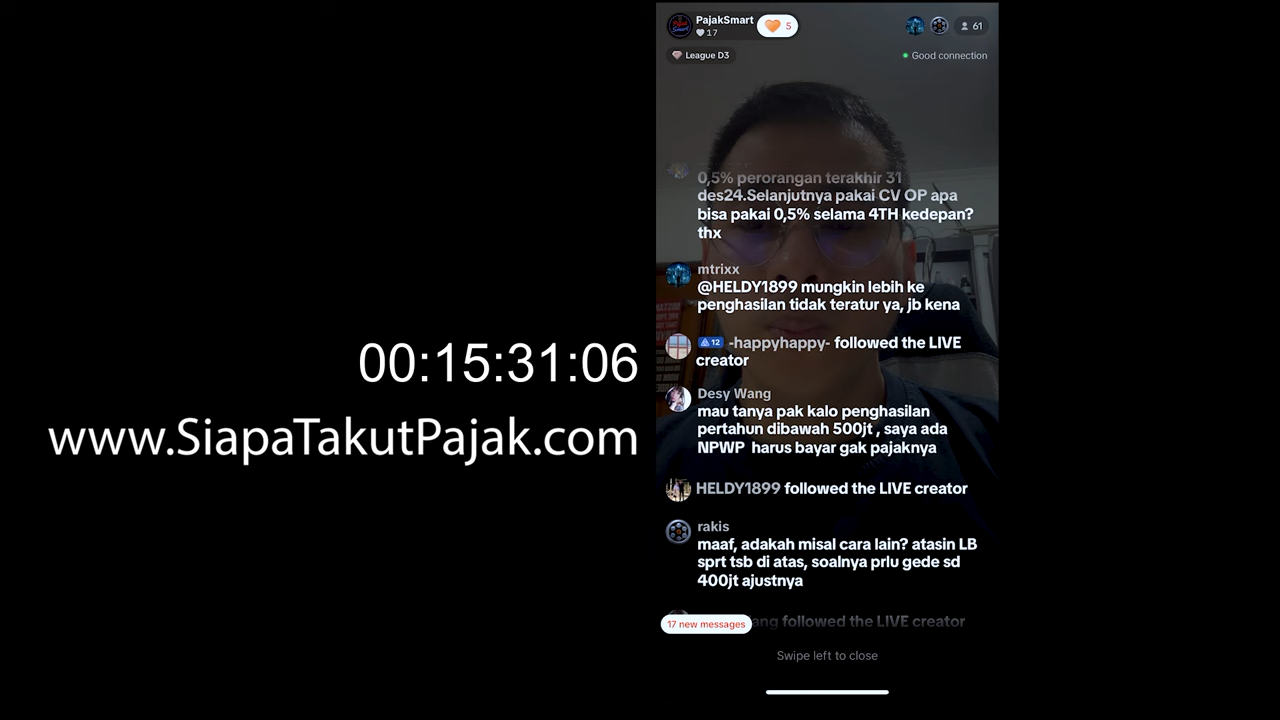 PajakSmart
17
5
61
League D3
Good connection
0,5% perorangan terakhir 31
des24.Selanjutnya pakai CV OP apa
bisa pakai 0,5% selama 4TH kedepan?
thx
mtrixx
@HELDY1899 mungkin lebih ke
penghasilan tidak teratur ya, jb kena
12 -happyhappy- followed the LIVE
creator
00:15:31:06
www.SiapaTakutPajak.com
Desy Wang
mau tanya pak kalo penghasilan
pertahun dibawah 500jt , saya ada
NPWP harus bayar gak pajaknya
HELDY1899 followed the LIVE creator
rakis
maaf, adakah misal cara lain? atasin LB
sprt tsb di atas, soalnya prlu gede sd
400jt ajustnya
17 new messages
followed the LIVE creator
Swipe left to close